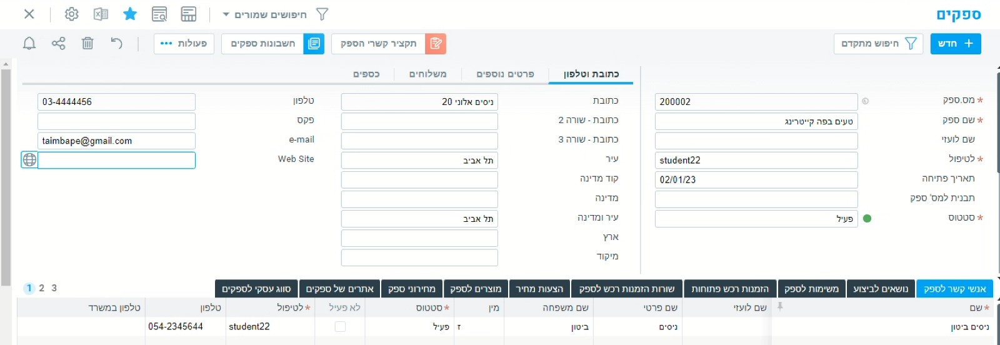 ספקים
חיפושים שמורים
+ חדש
חיפוש מתקדם
תקציר קשרי הספק
חשבונות ספקים
פעולות
כתובת וטלפון
פרטים נוספים
משלוחים
כספים
* מס.ספק 200002
* שם ספק טעים בפה קייטרינג
שם לועזי
* לטיפול student22
תאריך פתיחה 02/01/23
תבנית למס' ספק
* סטטוס פעיל
כתובת ניסים אלוני 20
כתובת - שורה 2
כתובת - שורה 3
עיר תל אביב
קוד מדינה
מדינה
עיר ומדינה תל אביב
ארץ
מיקוד
טלפון 03-4444456
פקס
e-mail taimbape@gmail.com
Web Site
אנשי קשר לספק
נושאים לביצוע
משימות לספק
הזמנות רכש פתוחות
שורות הזמנות רכש לספק
הצעות מחיר
מוצרים לספק
מחירוני ספק
אתרים של ספקים
סווג עסקי לספקים
1 2 3
* שם שם לועזי שם פרטי שם משפחה מין * סטטוס לא פעיל * לטיפול טלפון טלפון במשרד
ניסים ביטון ניסים ביטון ז פעיל student22 054-2345644